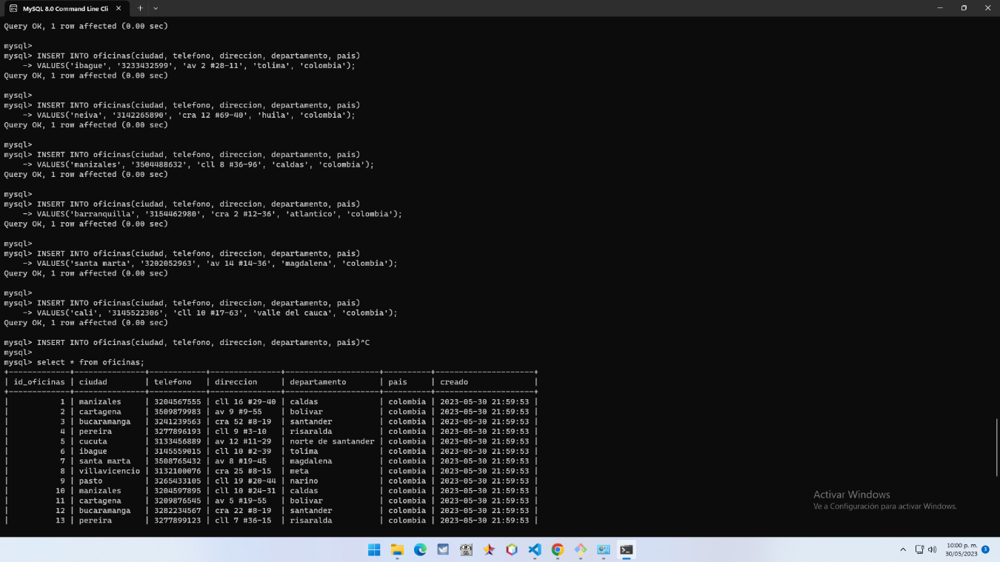 MySQL 8.0 Command Line Cli
Query OK, 1 row affected (0.00 sec)
mysql>
mysql> INSERT INTO oficinas(ciudad, telefono, direccion, departamento, pais)
    -> VALUES('ibague', '3233432599', 'av 2 #28-11', 'tolima', 'colombia');
Query OK, 1 row affected (0.00 sec)
mysql>
mysql> INSERT INTO oficinas(ciudad, telefono, direccion, departamento, pais)
    -> VALUES('neiva', '3142265890', 'cra 12 #69-40', 'huila', 'colombia');
Query OK, 1 row affected (0.00 sec)
mysql>
mysql> INSERT INTO oficinas(ciudad, telefono, direccion, departamento, pais)
    -> VALUES('manizales', '3504488632', 'cll 8 #36-96', 'caldas', 'colombia');
Query OK, 1 row affected (0.00 sec)
mysql>
mysql> INSERT INTO oficinas(ciudad, telefono, direccion, departamento, pais)
    -> VALUES('barranquilla', '3154462980', 'cra 2 #12-36', 'atlantico', 'colombia');
Query OK, 1 row affected (0.00 sec)
mysql>
mysql> INSERT INTO oficinas(ciudad, telefono, direccion, departamento, pais)
    -> VALUES('santa marta', '3202052963', 'av 14 #14-36', 'magdalena', 'colombia');
Query OK, 1 row affected (0.00 sec)
mysql>
mysql> INSERT INTO oficinas(ciudad, telefono, direccion, departamento, pais)
    -> VALUES('cali', '3145522306', 'cll 10 #17-63', 'valle del cauca', 'colombia');
Query OK, 1 row affected (0.00 sec)
mysql> INSERT INTO oficinas(ciudad, telefono, direccion, departamento, pais)^C
mysql>
mysql> select * from oficinas;
| id_oficinas | ciudad | telefono | direccion | departamento | pais | creado |
| 1 | manizales | 3204567555 | cll 16 #29-40 | caldas | colombia | 2023-05-30 21:59:53 |
| 2 | cartagena | 3509879983 | av 9 #9-55 | bolivar | colombia | 2023-05-30 21:59:53 |
| 3 | bucaramanga | 3241239563 | cra 52 #8-19 | santander | colombia | 2023-05-30 21:59:53 |
| 4 | pereira | 3277896193 | cll 9 #3-10 | risaralda | colombia | 2023-05-30 21:59:53 |
| 5 | cucuta | 3133456889 | av 12 #11-29 | norte de santander | colombia | 2023-05-30 21:59:53 |
| 6 | ibague | 3145559015 | cll 10 #2-39 | tolima | colombia | 2023-05-30 21:59:53 |
| 7 | santa marta | 3508765432 | av 8 #19-45 | magdalena | colombia | 2023-05-30 21:59:53 |
| 8 | villavicencio | 3132100076 | cra 25 #8-15 | meta | colombia | 2023-05-30 21:59:53 |
| 9 | pasto | 3265433105 | cll 19 #20-44 | narino | colombia | 2023-05-30 21:59:53 |
| 10 | manizales | 3204597895 | cll 10 #24-31 | caldas | colombia | 2023-05-30 21:59:53 |
| 11 | cartagena | 3209876545 | av 5 #19-55 | bolivar | colombia | 2023-05-30 21:59:53 |
| 12 | bucaramanga | 3282234567 | cra 22 #8-19 | santander | colombia | 2023-05-30 21:59:53 |
| 13 | pereira | 3277899123 | cll 7 #36-15 | risaralda | colombia | 2023-05-30 21:59:53 |
Activar Windows
Ve a Configuración para activar Windows.
10:00 p. m.
30/05/2023
3